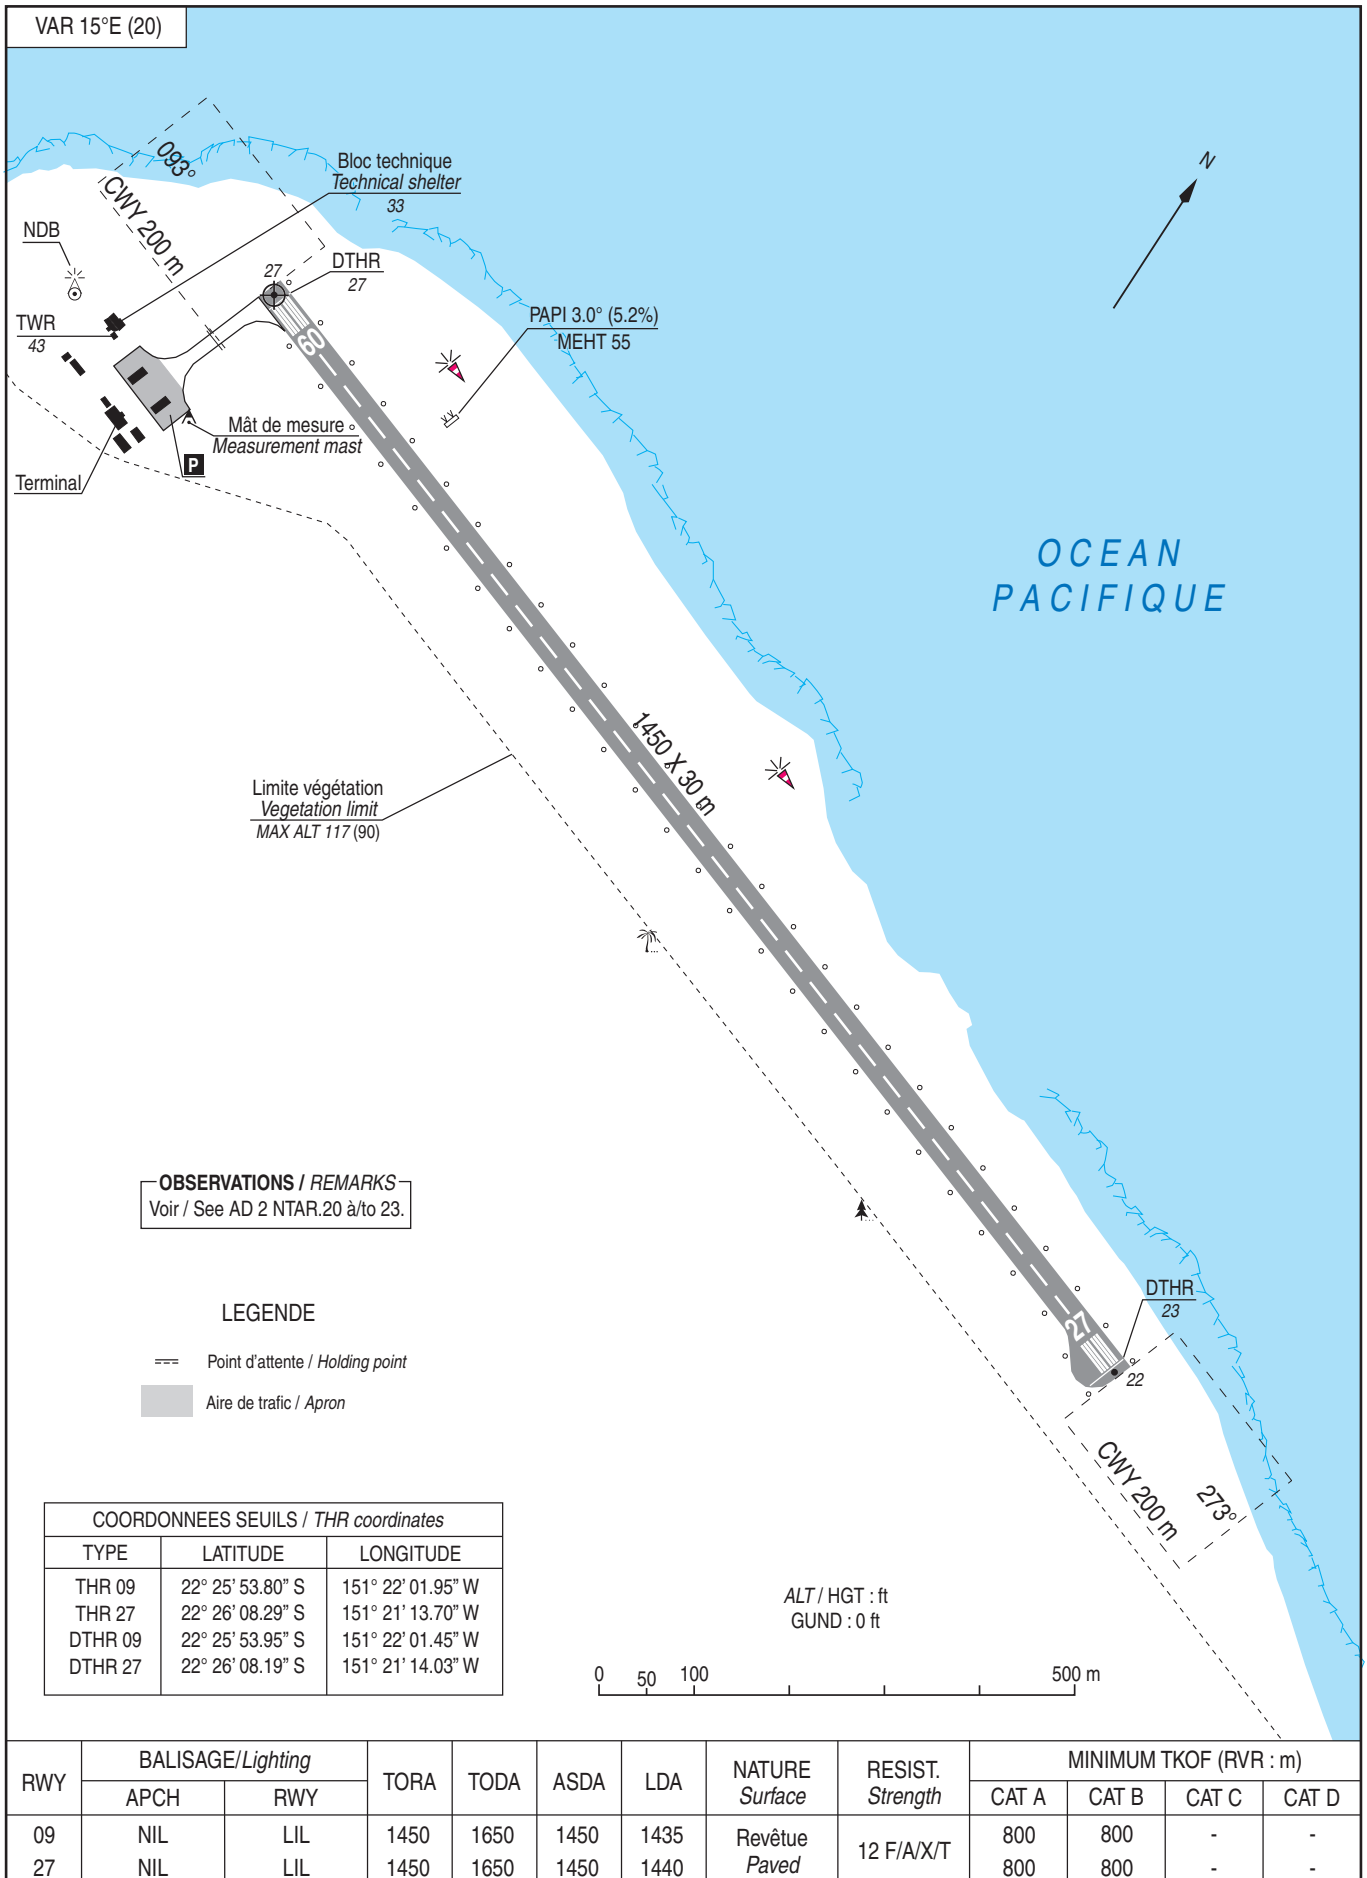 VAR 15°E (20)
093°
CWY 200 m
Bloc technique
Technical shelter
33
N
NDB
27
DTHR
27
TWR
43
PAPI 3.0° (5.2%)
MEHT 55
09
Mât de mesure
Measurement mast
P
Terminal
OCEAN
PACIFIQUE
1450 X 30 m
Limite végétation
Vegetation limit
MAX ALT 117 (90)
OBSERVATIONS / REMARKS
Voir / See AD 2 NTAR.20 à/to 23.
LEGENDE
Point d'attente / Holding point
Aire de trafic / Apron
DTHR
23
27
22
CWY 200 m
273°
COORDONNEES SEUILS / THR coordinates
TYPE LATITUDE LONGITUDE
THR 09 22° 25' 53.80" S 151° 22' 01.95" W
THR 27 22° 26' 08.29" S 151° 21' 13.70" W
DTHR 09 22° 25' 53.95" S 151° 22' 01.45" W
DTHR 27 22° 26' 08.19" S 151° 21' 14.03" W
ALT / HGT : ft
GUND : 0 ft
0 50 100 500 m
RWY BALISAGE/Lighting TORA TODA ASDA LDA NATURE Surface RESIST. Strength MINIMUM TKOF (RVR : m)
APCH RWY CAT A CAT B CAT C CAT D
09 NIL LIL 1450 1650 1450 1435 Revêtue Paved 12 F/A/X/T 800 800 - -
27 NIL LIL 1450 1650 1450 1440 800 800 - -